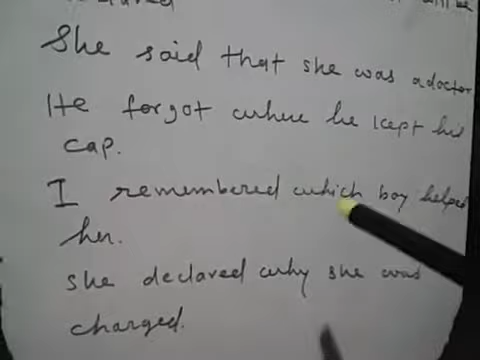 She said that she was a doctor
He forgot where he kept his
cap.
I remembered which boy helped
her.
she declared why she was
charged.